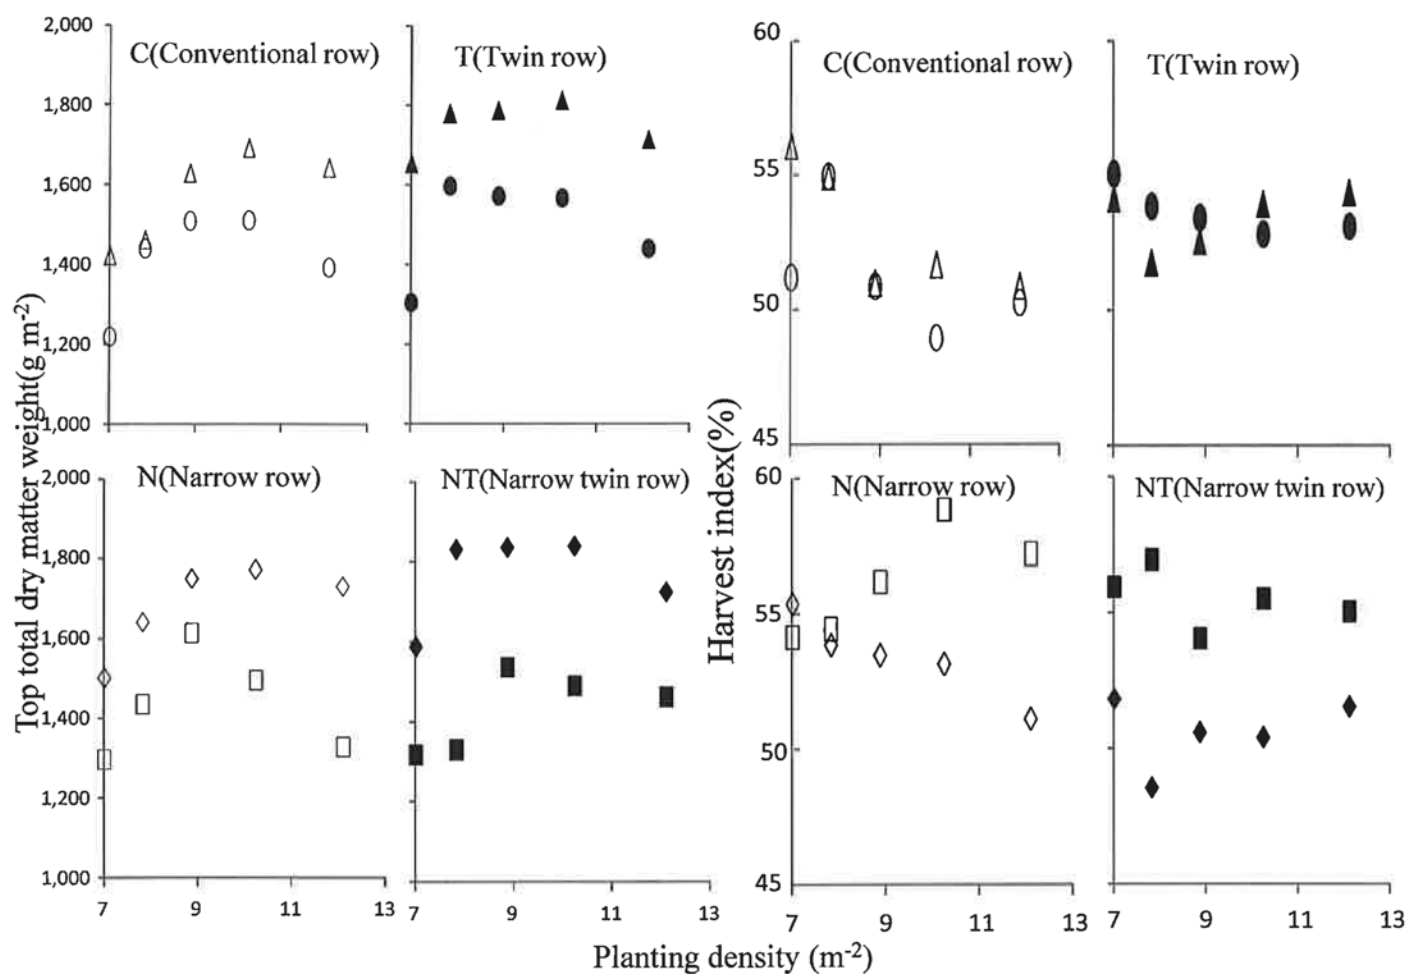 2,000
1,800
1,600
1,400
1,200
1,000
C(Conventional row)
T(Twin row)
60
55
50
45
C(Conventional row)
T(Twin row)
Top total dry matter weight(g m-2)
Harvest index(%)
2,000
1,800
1,600
1,400
1,200
1,000
N(Narrow row)
NT(Narrow twin row)
60
55
50
45
N(Narrow row)
NT(Narrow twin row)
7 9 11 13
7 9 11 13
7 9 11 13
7 9 11 13
Planting density (m-2)